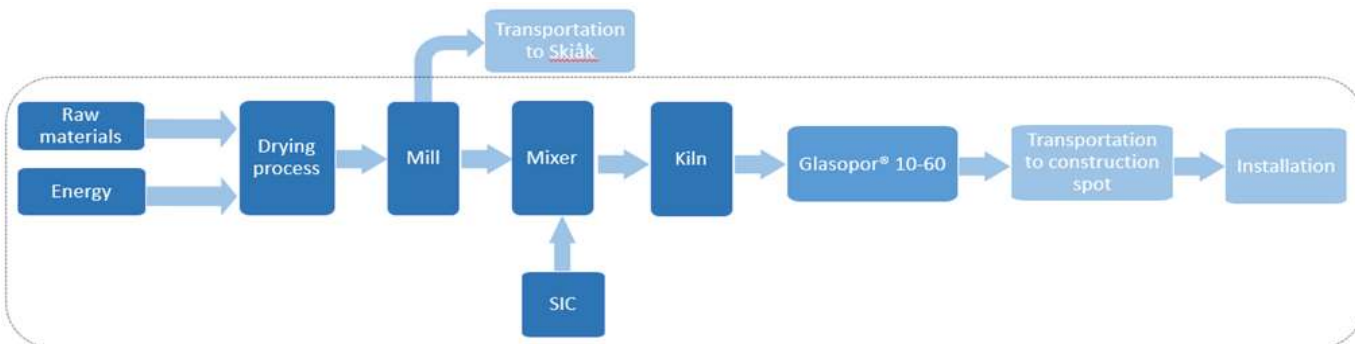 Transportation
to Skiåk
Raw
materials
Energy
Drying
process
Mill
Mixer
Kiln
Glasopor® 10-60
Transportation
to construction
spot
Installation
SIC